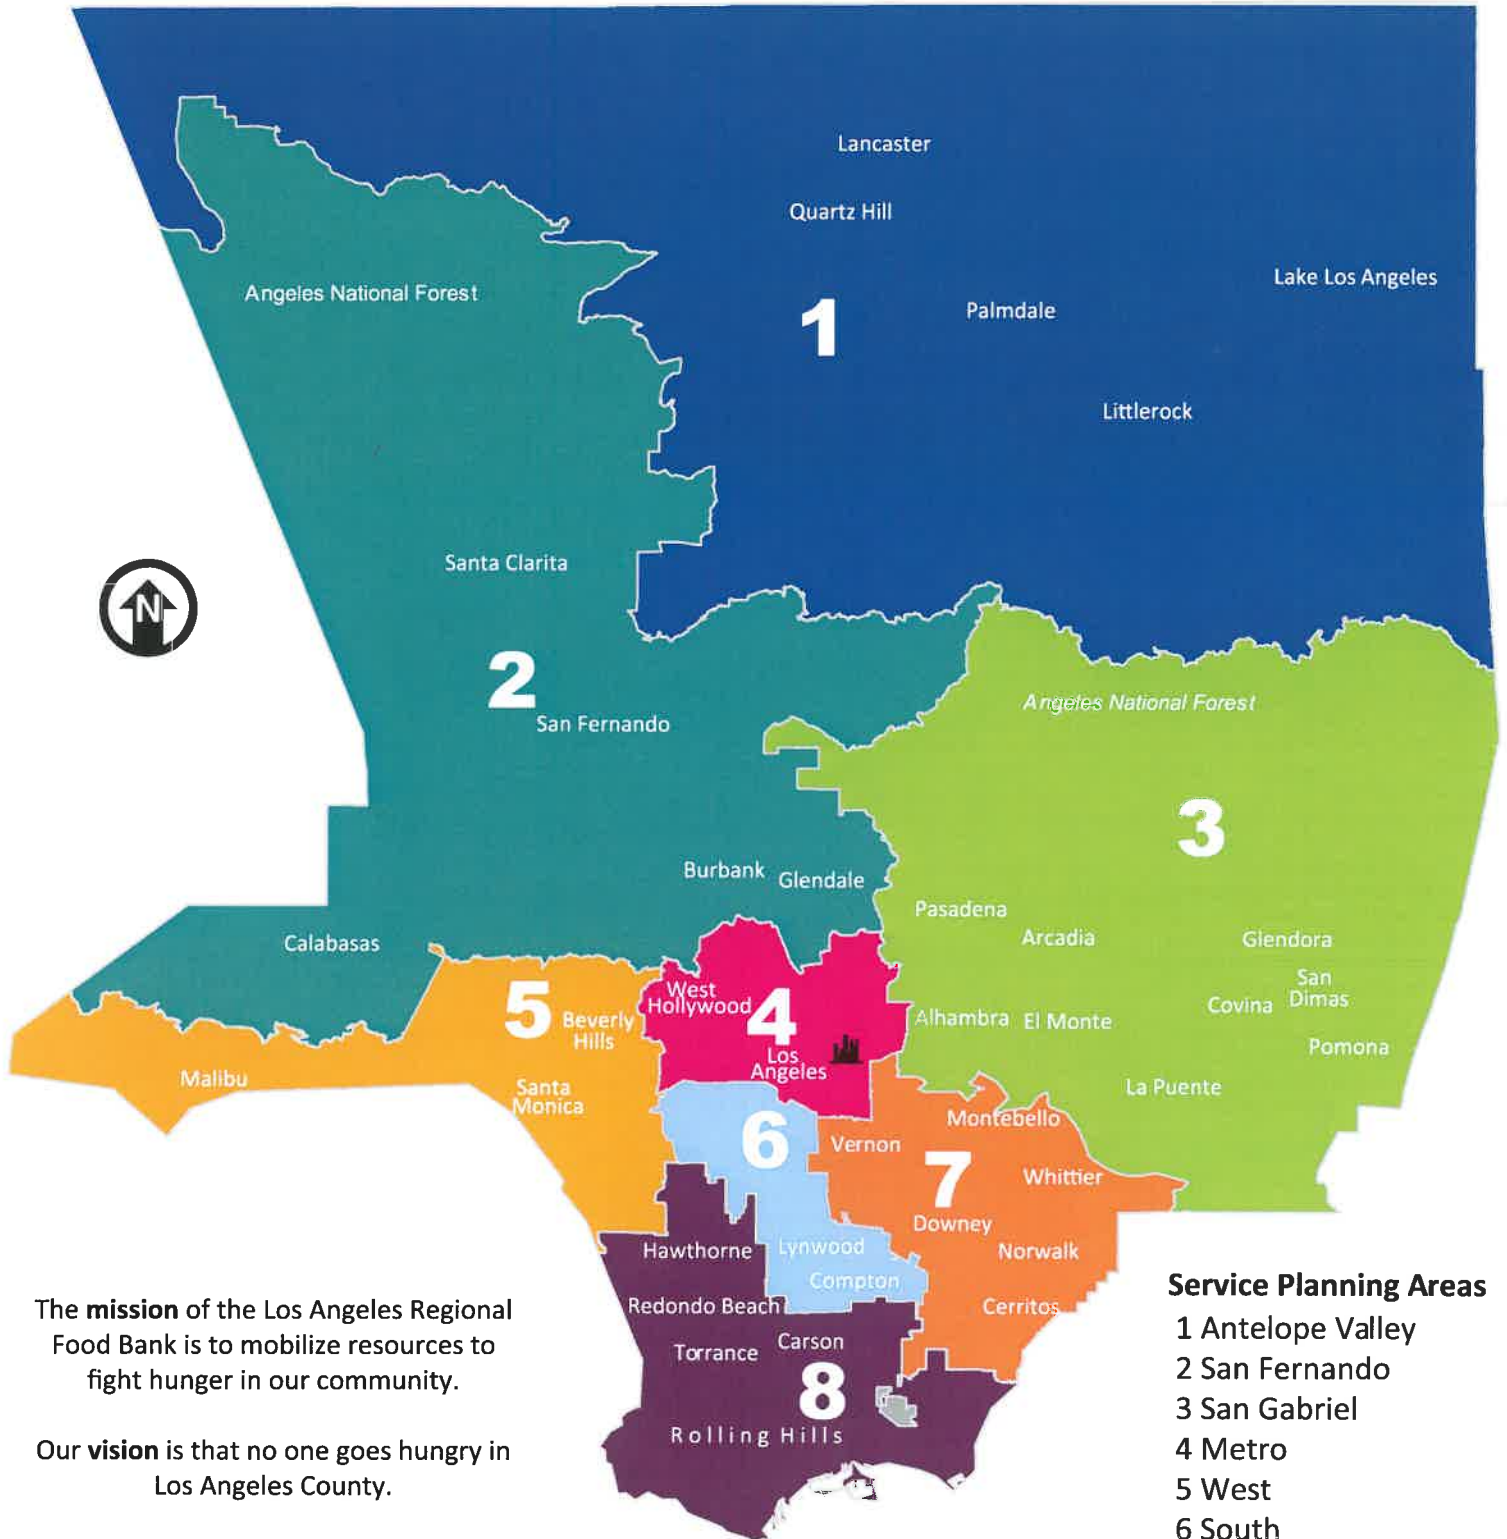 Lancaster
Quartz Hill
Lake Los Angeles
Angeles National Forest
1
Palmdale
Littlerock
Santa Clarita
N
2
San Fernando
Angeles National Forest
3
Burbank
Glendale
Pasadena
Arcadia
Glendora
Calabasas
San
Dimas
Covina
West
Hollywood
5
Beverly
Hills
4
Alhambra
El Monte
Pomona
Los
Angeles
Malibu
Santa
Monica
La Puente
Montebello
6
Vernon
7
Whittier
Downey
Hawthorne
Lynwood
Norwalk
Compton
Redondo Beach
Cerritos
Carson
Torrance
8
Rolling Hills
The mission of the Los Angeles Regional
Food Bank is to mobilize resources to
fight hunger in our community.
Our vision is that no one goes hungry in
Los Angeles County.
Service Planning Areas
1 Antelope Valley
2 San Fernando
3 San Gabriel
4 Metro
5 West
6 South